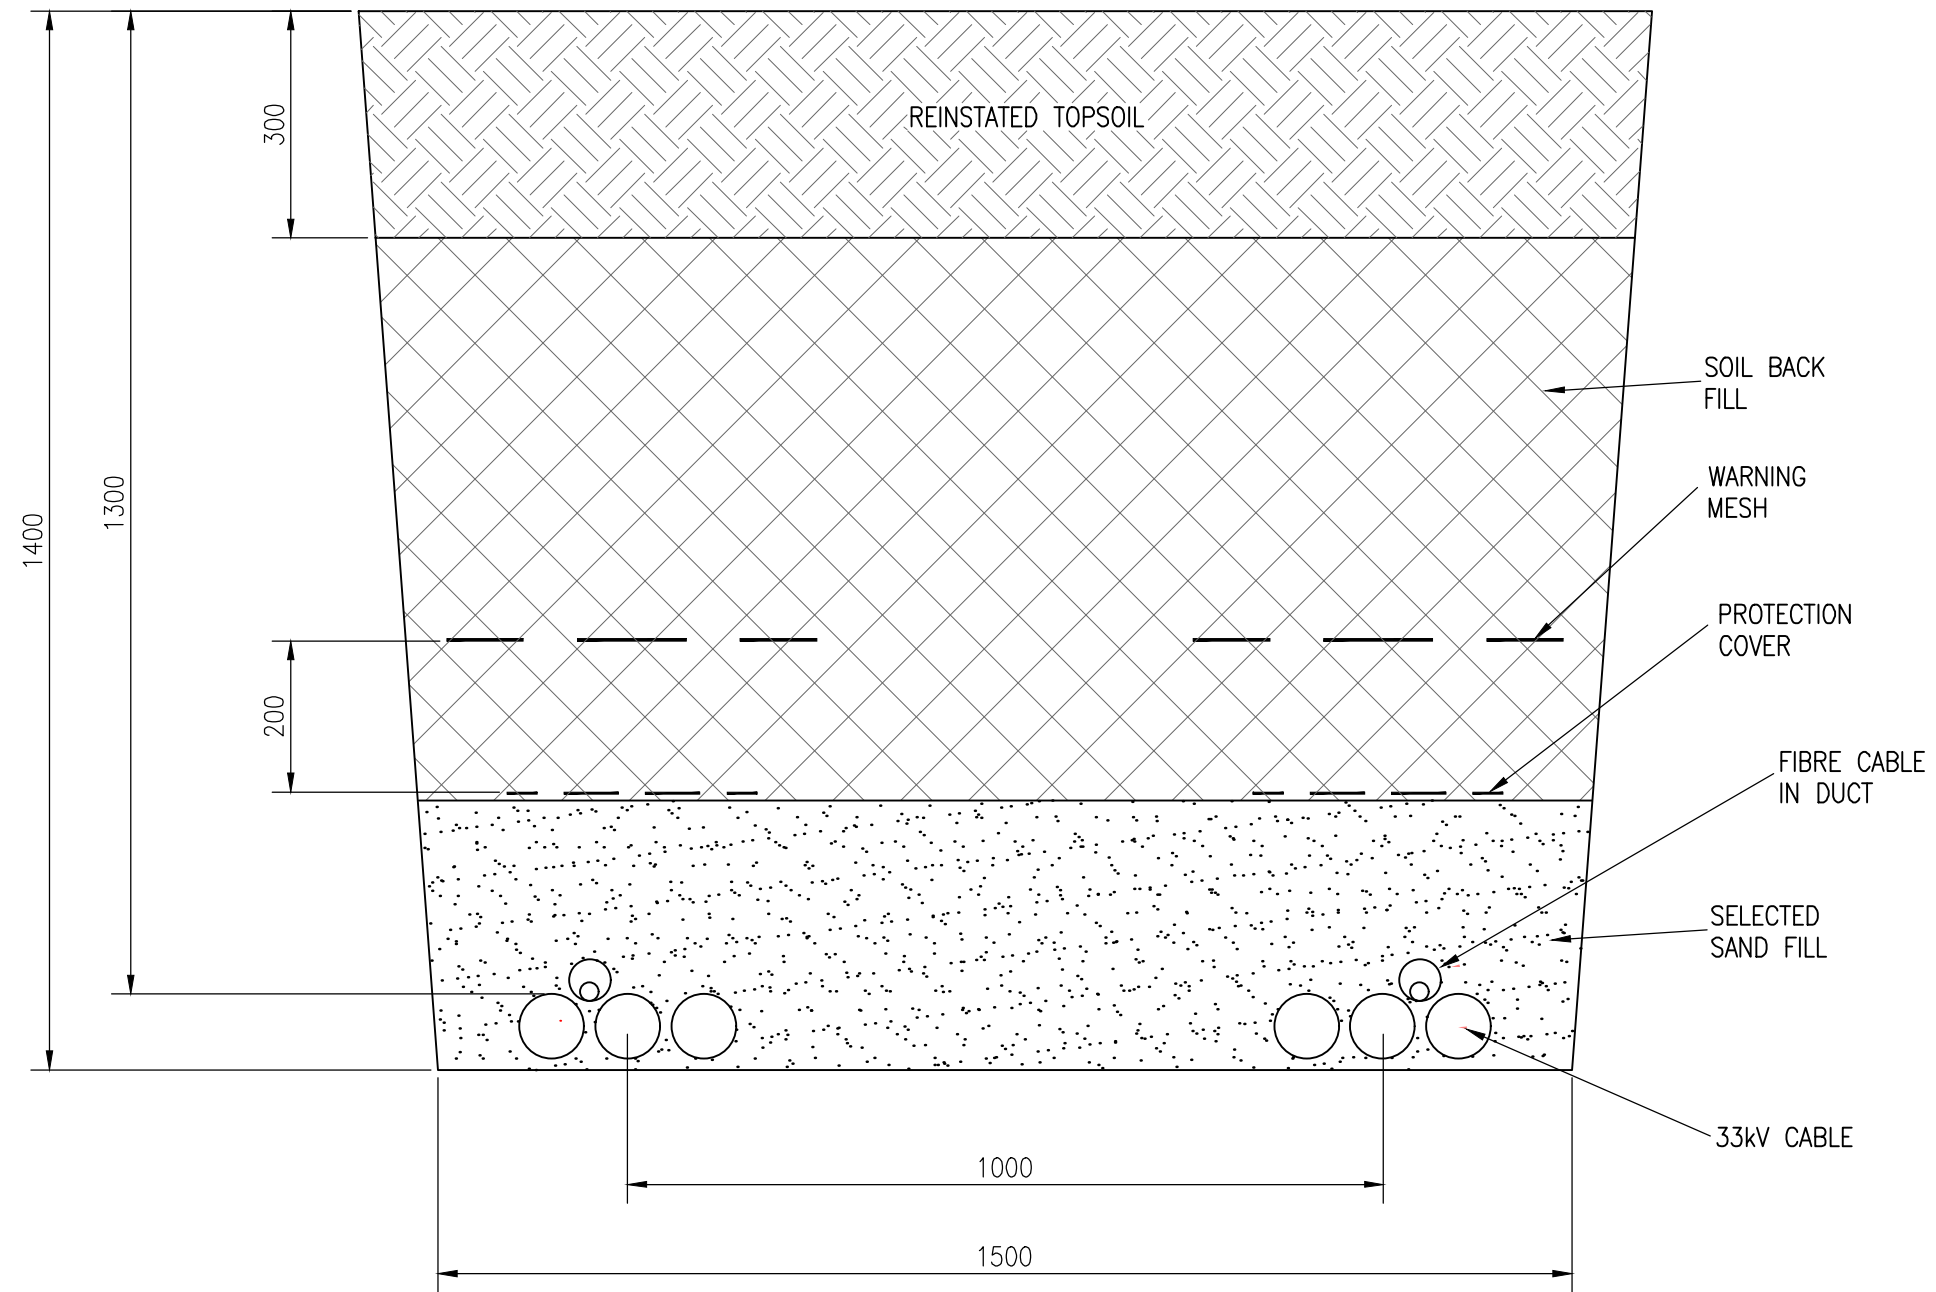 300
REINSTATED TOPSOIL
SOIL BACK
FILL
WARNING
MESH
1300
1400
PROTECTION
COVER
200
FIBRE CABLE
IN DUCT
SELECTED
SAND FILL
33kV CABLE
1000
1500